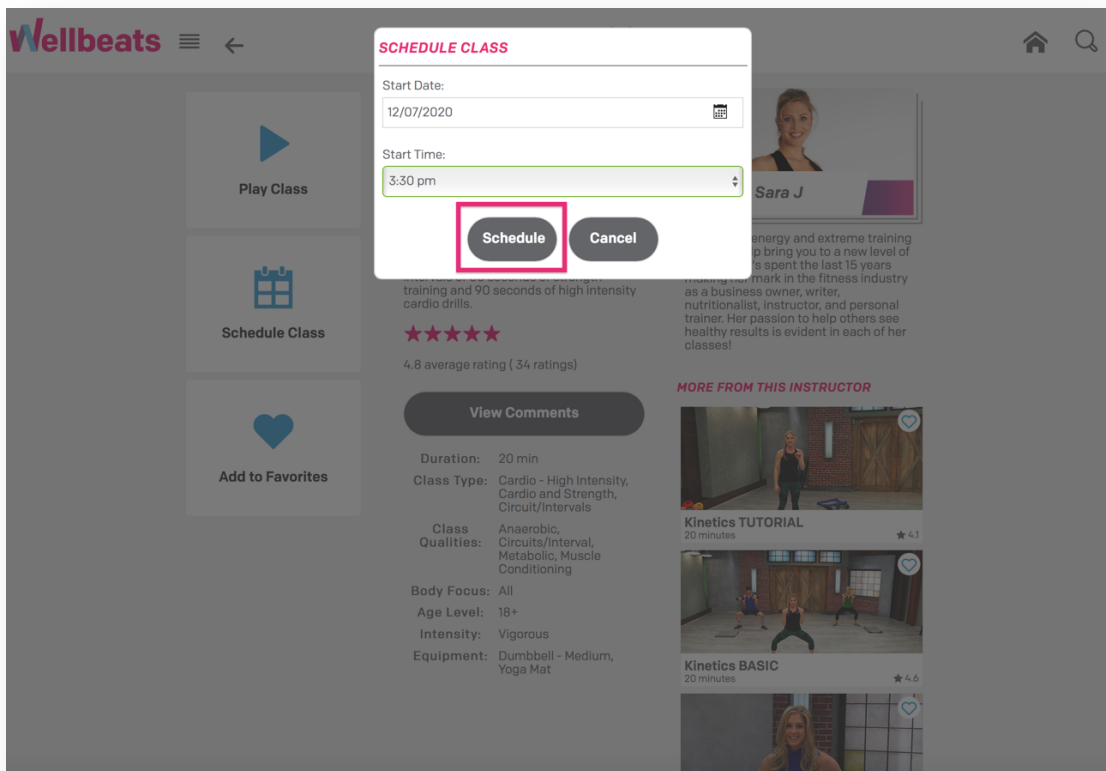 Wellbeats
SCHEDULE CLASS
Start Date:
12/07/2020
Start Time:
3:30 pm
Schedule
Cancel
Play Class
Schedule Class
Add to Favorites
training and 90 seconds of high intensity
cardio drills.
4.8 average rating ( 34 ratings)
View Comments
Duration: 20 min
Class Type: Cardio - High Intensity,
Cardio and Strength,
Circuit/Intervals
Class Qualities: Anaerobic,
Circuits/Interval,
Metabolic, Muscle
Conditioning
Body Focus: All
Age Level: 18+
Intensity: Vigorous
Equipment: Dumbbell - Medium,
Yoga Mat
Sara J
energy and extreme training
bring you to a new level of
spent the last 15 years
making her mark in the fitness industry
as a business owner, writer,
nutritionalist, instructor, and personal
trainer. Her passion to help others see
healthy results is evident in each of her
classes!
MORE FROM THIS INSTRUCTOR
Kinetics TUTORIAL
20 minutes
4.1
Kinetics BASIC
20 minutes
4.6